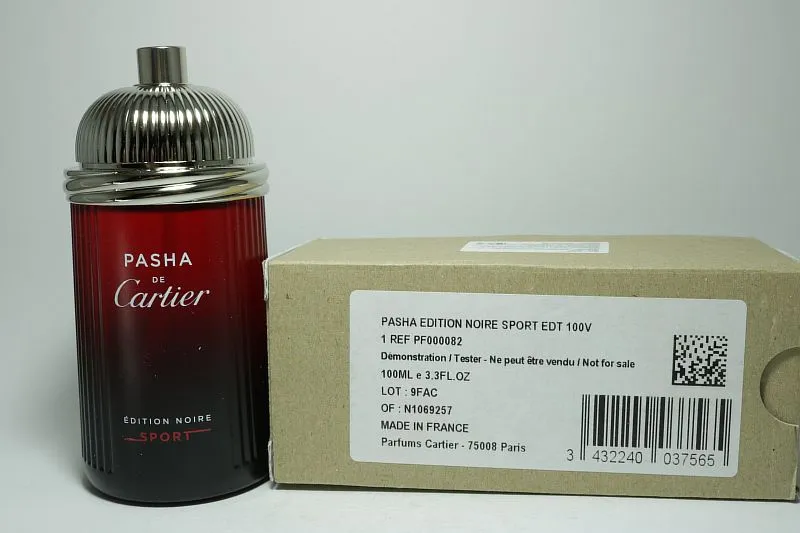 PASHA
DE
Cartier
ÉDITION NOIRE
SPORT
PASHA EDITION NOIRE SPORT EDT 100V
1 REF PF000082
Démonstration / Tester - Ne peut être vendu / Not for sale
100ML e 3.3FL.OZ
LOT : 9FAC
OF : N1069257
MADE IN FRANCE
Parfums Cartier - 75008 Paris
3 432240 037565